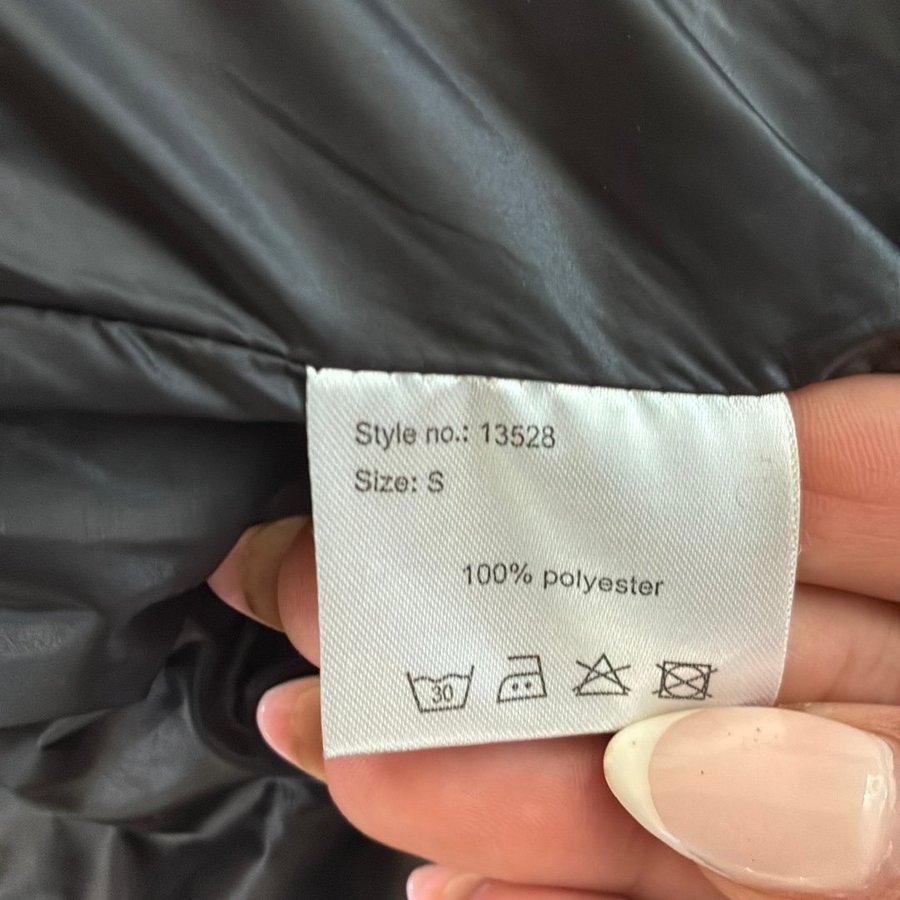 Style no.: 13528
Size: S
100% polyester
30